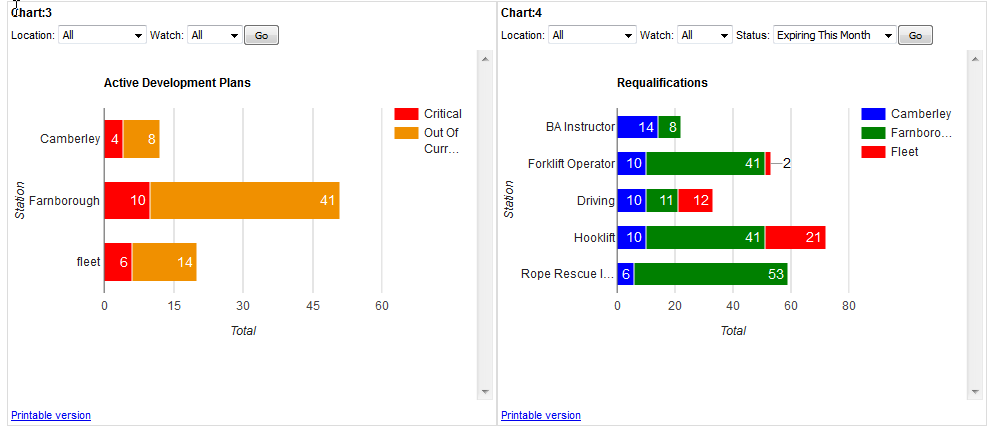 Chart:3
Location: All Watch: All Go
Active Development Plans
Critical
Out Of
Curr...
Camberley 4 8
Farnborough 10 41
fleet 6 14
Station
0 15 30 45 60
Total
Printable version
Chart:4
Location: All Watch: All Status: Expiring This Month Go
Requalifications
Camberley
Farnboro...
Fleet
BA Instructor 14 8
Forklift Operator 10 41 2
Driving 10 11 12
Hooklift 10 41 21
Rope Rescue I... 6 53
Station
0 20 40 60 80
Total
Printable version